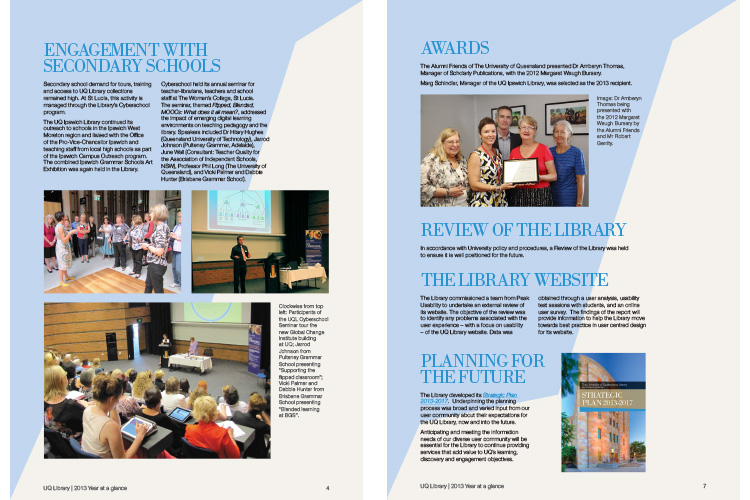 ENGAGEMENT WITH
SECONDARY SCHOOLS
Secondary school demand for tours, training
and access to UQ Library collections
remained high. At St Lucia, this activity is
managed through the Library's Cyberschool
program.
The UQ Ipswich Library continued its
outreach to schools in the Ipswich West
Moreton region and liaised with the Office
of the Pro-Vice-Chancellor Ipswich and
teaching staff from local high schools as part
of the Ipswich Campus Outreach program.
The combined Ipswich Grammar Schools Art
Exhibition was again held in the Library.
Cyberschool held its annual seminar for
teacher-librarians, teachers and school
staff at The Women's College, St Lucia.
The seminar, themed Flipped, Blended,
MOOCs: What does it all mean?, addressed
the impact of emerging digital learning
environments on teaching pedagogy and the
library. Speakers included Dr Hilary Hughes
(Queensland University of Technology), Jarrod
Johnson (Pulteney Grammar, Adelaide),
June Wall (Consultant: Teacher Quality for
the Association of Independent Schools,
NSW), Professor Phil Long (The University of
Queensland), and Vicki Palmer and Debbie
Hunter (Brisbane Grammar School).
Clockwise from top
left: Participants of
the UQL Cyberschool
Seminar tour the
new Global Change
Institute building
at UQ; Jarrod
Johnson from
Pulteney Grammar
School presenting
"Supporting the
flipped classroom";
Vicki Palmer and
Debbie Hunter from
Brisbane Grammar
School presenting
"Blended learning
at BGS".
UQ Library | 2013 Year at a glance
4
AWARDS
The Alumni Friends of The University of Queensland presented Dr Amberyn Thomas,
Manager of Scholarly Publications, with the 2012 Margaret Waugh Bursary.
Marg Schindler, Manager of the UQ Ipswich Library, was selected as the 2013 recipient.
Image: Dr Amberyn
Thomas being
presented with
the 2012 Margaret
Waugh Bursary by
the Alumni Friends
and Mr Robert
Gerrity.
REVIEW OF THE LIBRARY
In accordance with University policy and procedures, a Review of the Library was held
to ensure it is well positioned for the future.
THE LIBRARY WEBSITE
The Library commissioned a team from Peak
Usability to undertake an external review of
its website. The objective of the review was
to identify any problems associated with the
user experience – with a focus on usability
– of the UQ Library website. Data was
obtained through a user analysis, usability
test sessions with students, and an online
user survey. The findings of the report will
provide information to help the Library move
towards best practice in user centred design
for its website.
PLANNING FOR
THE FUTURE
The Library developed its Strategic Plan
2013-2017. Underpinning the planning
process was broad and varied input from our
user community about their expectations for
the UQ Library, now and into the future.
Anticipating and meeting the information
needs of our diverse user community will be
essential for the Library to continue providing
services that add value to UQ's learning,
discovery and engagement objectives.
STRATEGIC
PLAN 2013-2017
UQ Library | 2013 Year at a glance
7